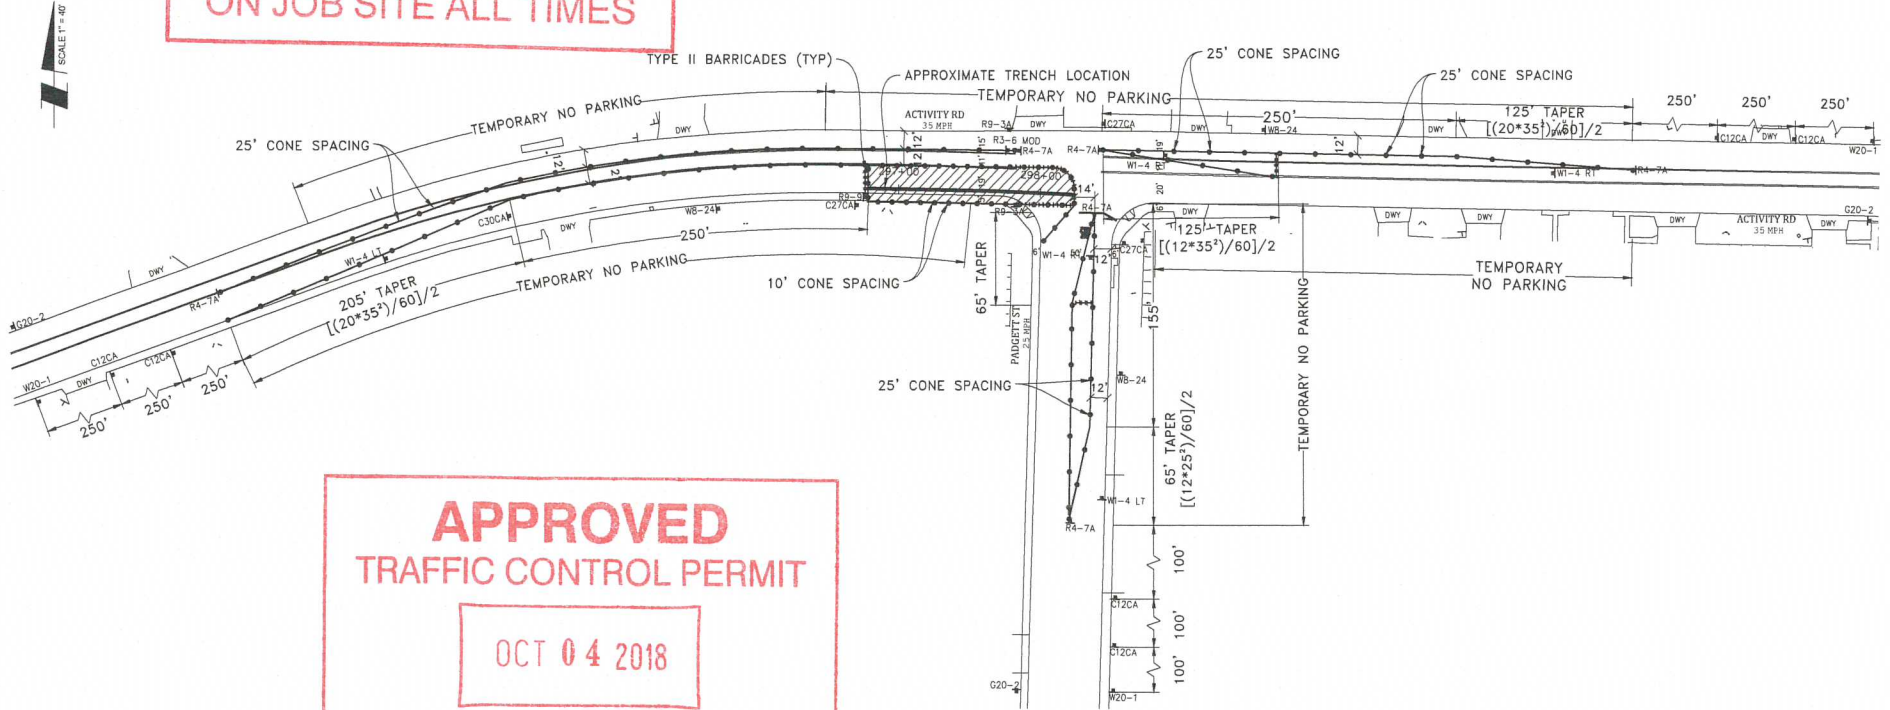 ON JOB SITE ALL TIMES
SCALE 1" = 40'
TYPE II BARRICADES (TYP)
25' CONE SPACING
APPROXIMATE TRENCH LOCATION
25' CONE SPACING
TEMPORARY NO PARKING
TEMPORARY NO PARKING
250'
125' TAPER
[(20*35²)/60]/2
250'
250'
250'
25' CONE SPACING
DWY
ACTIVITY RD
35 MPH
R9-3A
DWY
C27CA
DWY
W8-24
DWY
C12CA
DWY
C12CA
W20-1
R3-6 MOD
R4-7A
R4-7A
12'
12'
12'
12'
15'
19'
12'
W1-4 RT
W1-4 RT
R4-7A
297+00
298+00
14'
R9-9
C27CA
R9-3A
R4-7A
20'
DWY
C30CA
W8-24
DWY
250'
DWY
DWY
DWY
ACTIVITY RD
35 MPH
G20-2
125' TAPER
[(12*35²)/60]/2
W1-4 LT
TEMPORARY NO PARKING
DWY
R4-7A
205' TAPER
[(20*35²)/60]/2
10' CONE SPACING
65' TAPER
6'
C27CA
12'
TEMPORARY
NO PARKING
G20-2
C12CA
C12CA
W20-1
DWY
250'
250'
250'
PADGETT ST
25 MPH
155'
TEMPORARY NO PARKING
25' CONE SPACING
12'
W8-24
65' TAPER
[(12*25²)/60]/2
W1-4 LT
R4-7A
APPROVED
TRAFFIC CONTROL PERMIT
OCT 04 2018
100'
C12CA
100'
C12CA
100'
G20-2
W20-1